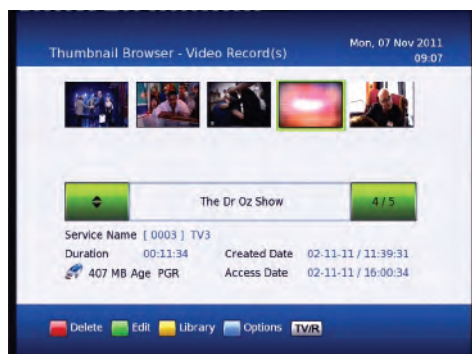 Thumbnail Browser - Video Record(s)
Mon, 07 Nov 2011
09:07
The Dr Oz Show
4/5
Service Name [ 0003 ] TV3
Duration 00:11:34 Created Date 02-11-11 / 11:39:31
407 MB Age PGR Access Date 02-11-11 / 16:00:34
Delete Edit Library Options TV/R